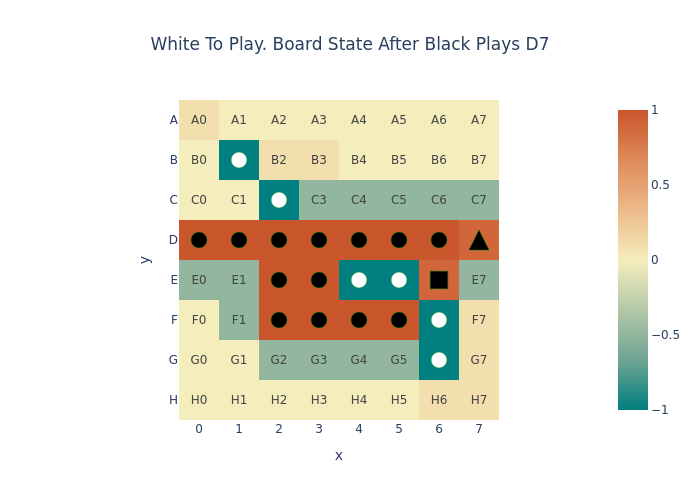 White To Play. Board State After Black Plays D7
A A0 A1 A2 A3 A4 A5 A6 A7
B B0 B2 B3 B4 B5 B6 B7
C C0 C1 C3 C4 C5 C6 C7
D
E E0 E1 E7
F F0 F1 F7
G G0 G1 G2 G3 G4 G5 G7
H H0 H1 H2 H3 H4 H5 H6 H7
0 1 2 3 4 5 6 7
x
y
1
0.5
0
−0.5
−1